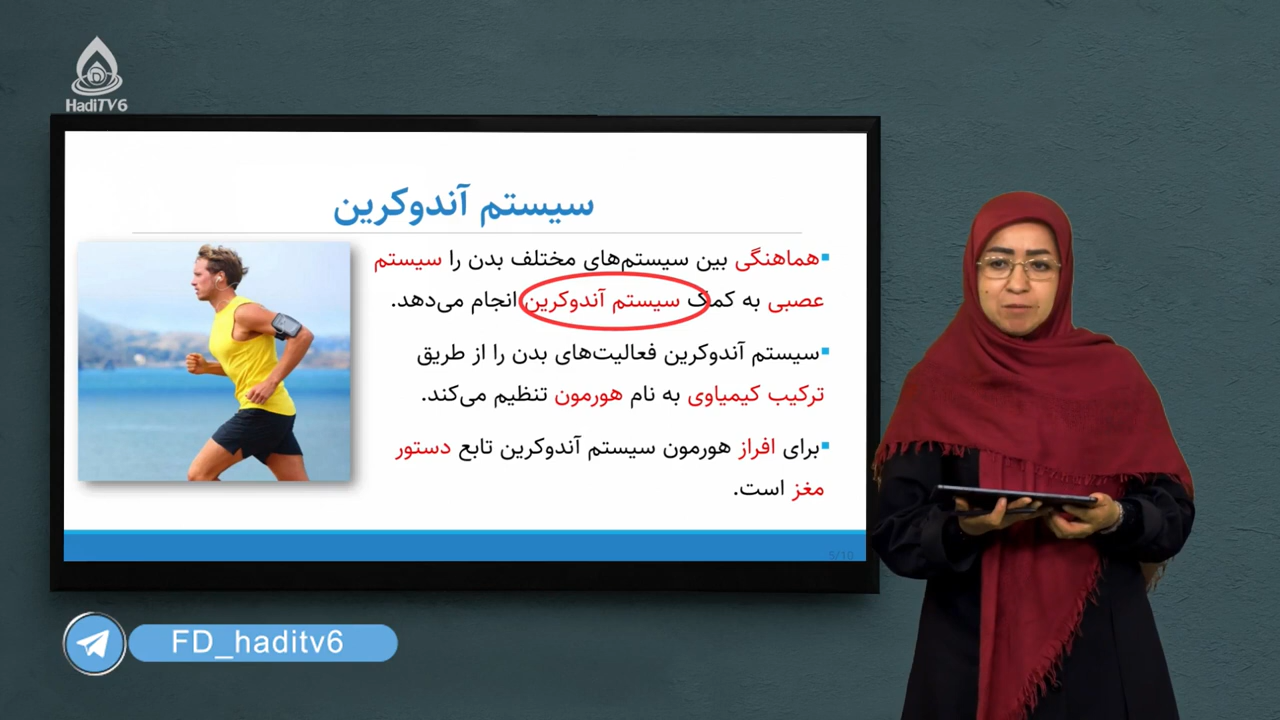 HadiTV6
سیستم آندوکرین
هماهنگی بین سیستم‌های مختلف بدن را سیستم
عصبی به کمک سیستم آندوکرین انجام می‌دهد.
سیستم آندوکرین فعالیت‌های بدن را از طریق
ترکیب کیمیاوی به نام هورمون تنظیم می‌کند.
برای افراز هورمون سیستم آندوکرین تابع دستور
مغز است.
5/10
FD_haditv6